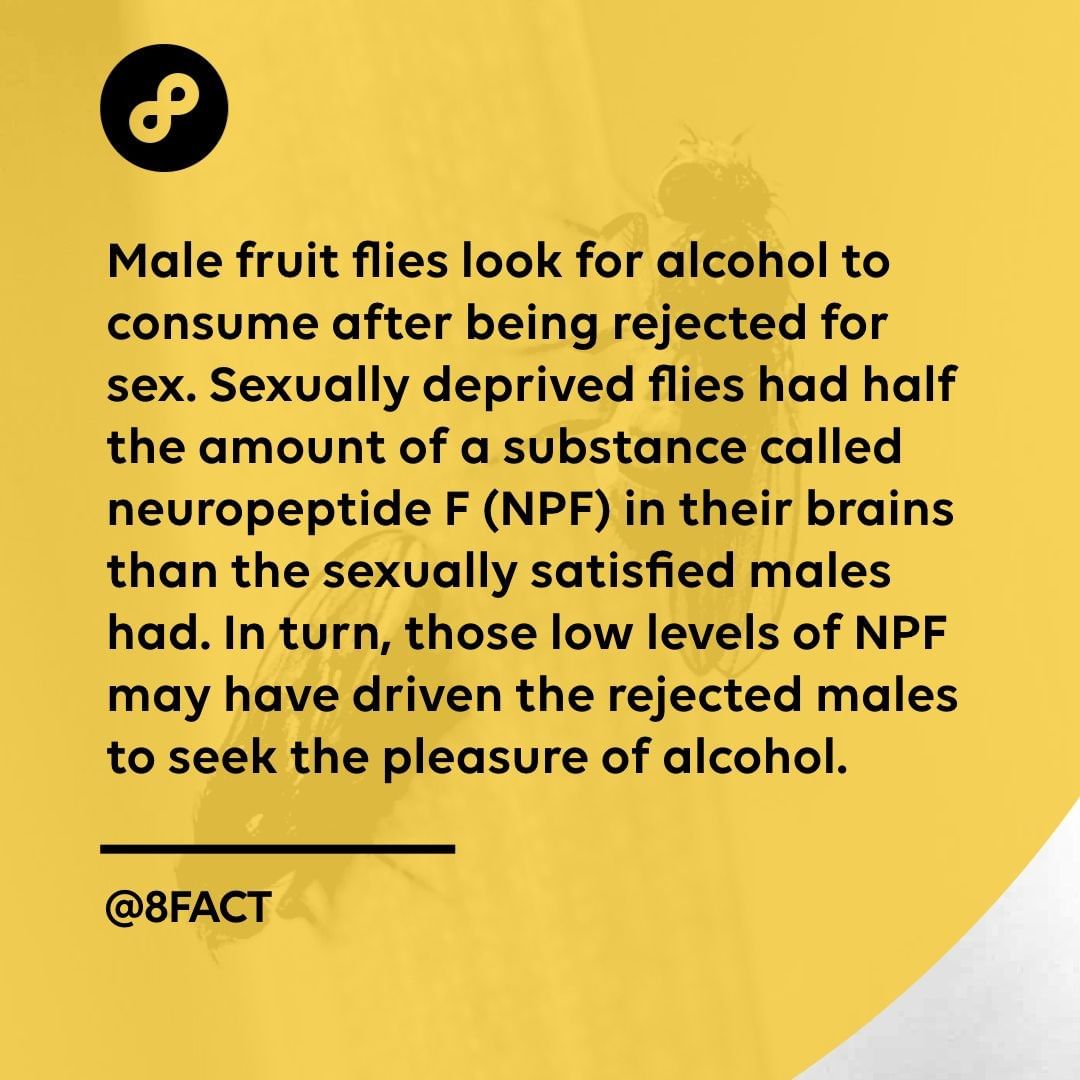 Male fruit flies look for alcohol to
consume after being rejected for
sex. Sexually deprived flies had half
the amount of a substance called
neuropeptide F (NPF) in their brains
than the sexually satisfied males
had. In turn, those low levels of NPF
may have driven the rejected males
to seek the pleasure of alcohol.
@8FACT